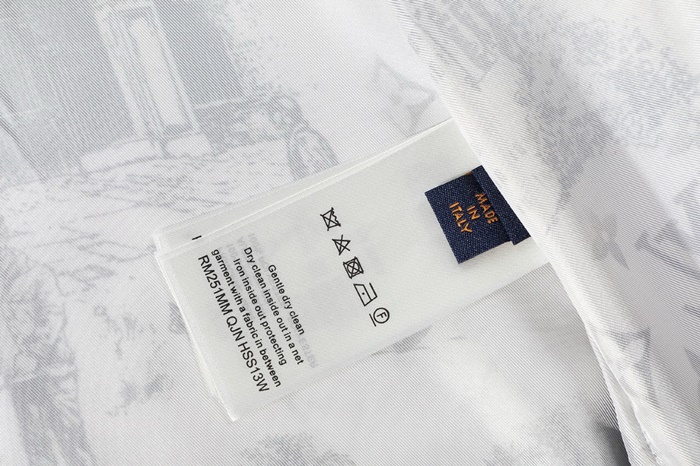 MADE
IN
ITALY
Gentle dry clean
Dry clean inside out in a net
Iron inside out protecting
garment with a fabric in between
RM251MM QJN HSS13W
F